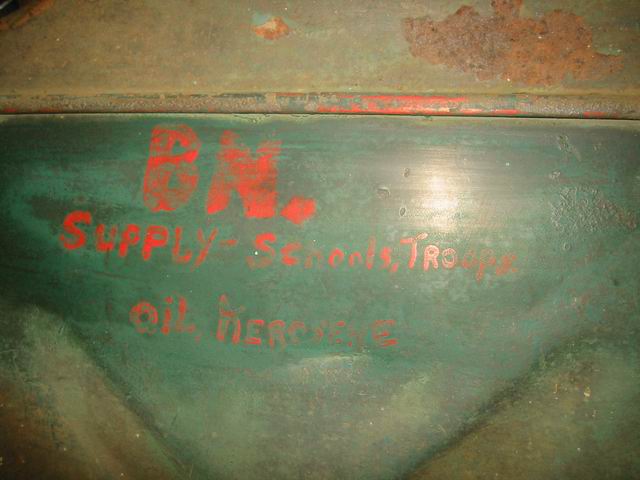 BN.
SUPPLY- Schools, TROOPS
OIL, KEROSENE